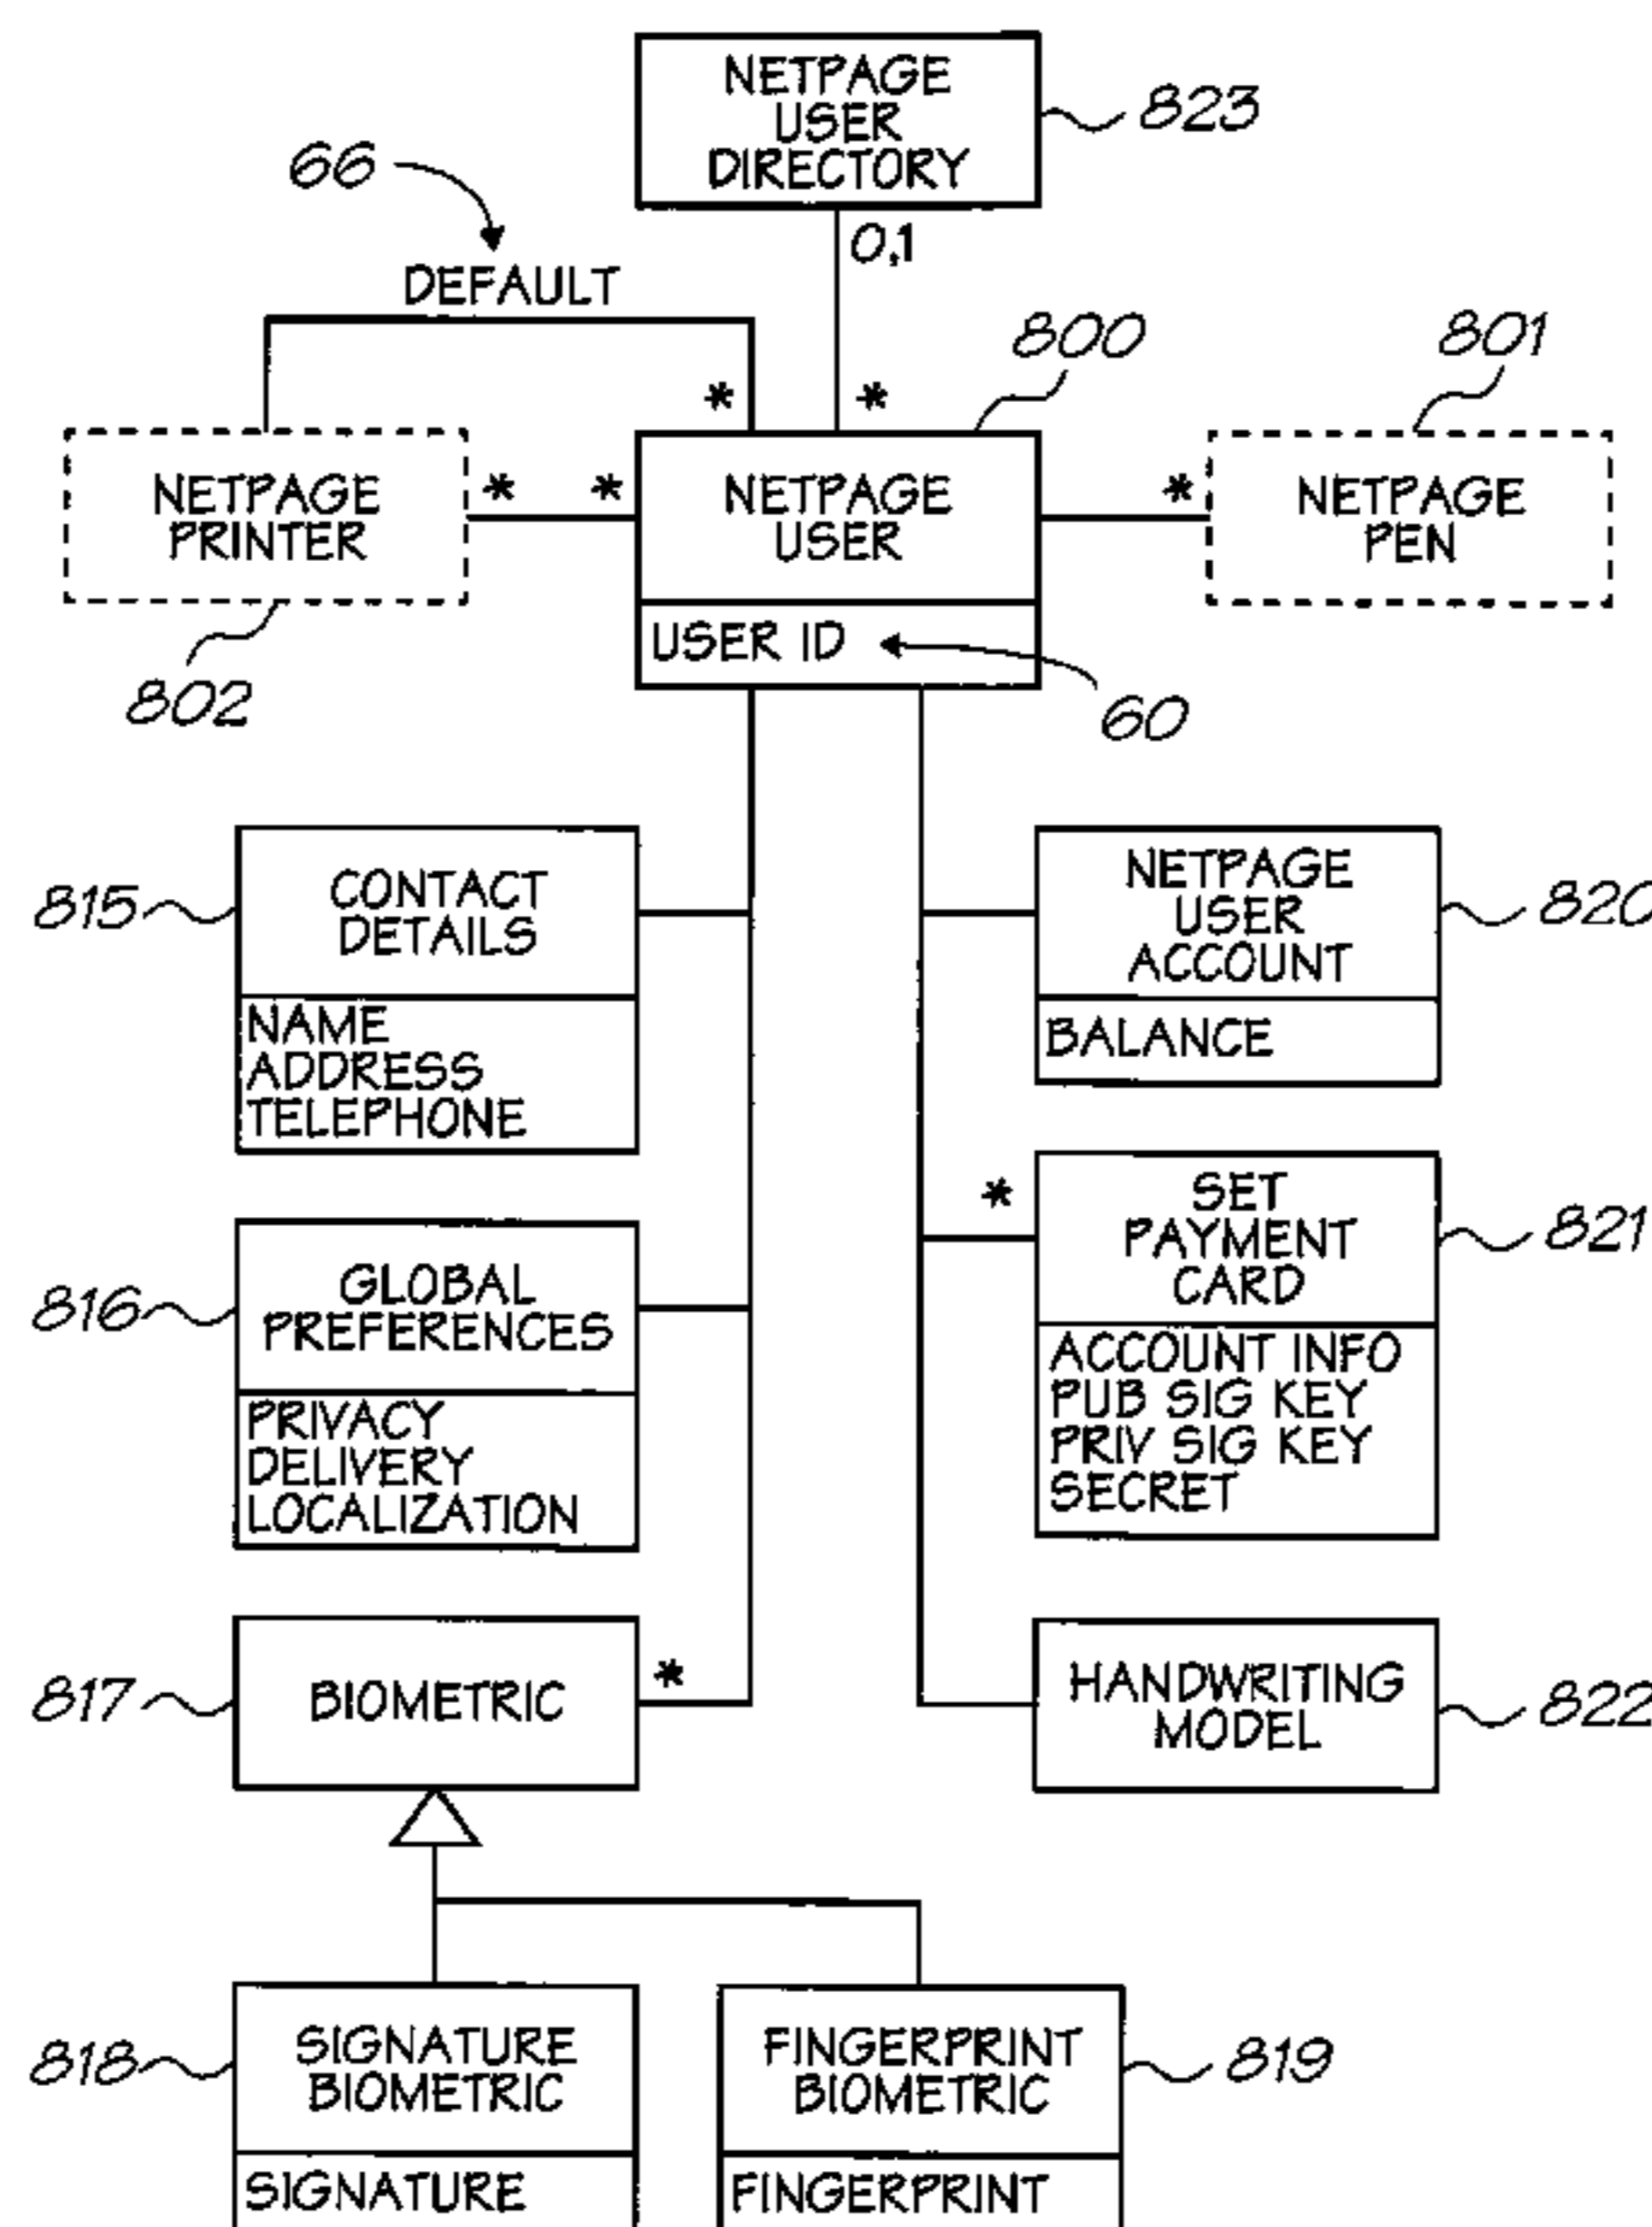 NETPAGE
USER
DIRECTORY
823
66
0,1
DEFAULT
800
801
*
*
NETPAGE
PRINTER
*
*
NETPAGE
USER
*
NETPAGE
PEN
USER ID
802
60
815
CONTACT
DETAILS
NAME
ADDRESS
TELEPHONE
NETPAGE
USER
ACCOUNT
820
BALANCE
816
GLOBAL
PREFERENCES
PRIVACY
DELIVERY
LOCALIZATION
*
SET
PAYMENT
CARD
821
ACCOUNT INFO
PUB SIG KEY
PRIV SIG KEY
SECRET
817
BIOMETRIC
*
HANDWRITING
MODEL
822
818
SIGNATURE
BIOMETRIC
SIGNATURE
FINGERPRINT
BIOMETRIC
819
FINGERPRINT